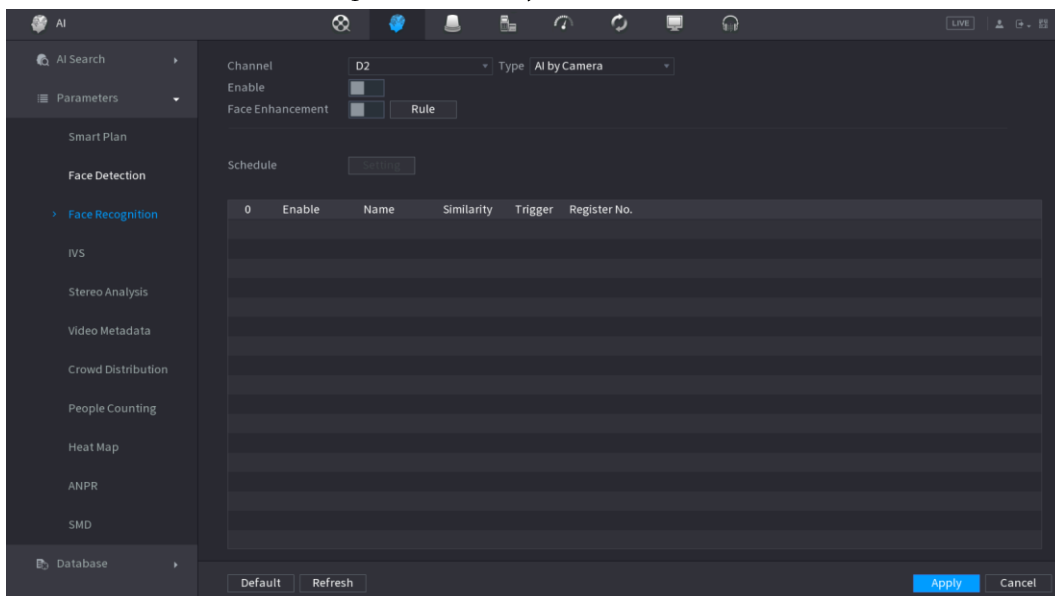 AI
LIVE
AI Search
Parameters
Smart Plan
Face Detection
Face Recognition
IVS
Stereo Analysis
Video Metadata
Crowd Distribution
People Counting
Heat Map
ANPR
SMD
Database
Channel D2 Type AI by Camera
Enable
Face Enhancement Rule
Schedule Setting
0 Enable Name Similarity Trigger Register No.
Default Refresh Apply Cancel